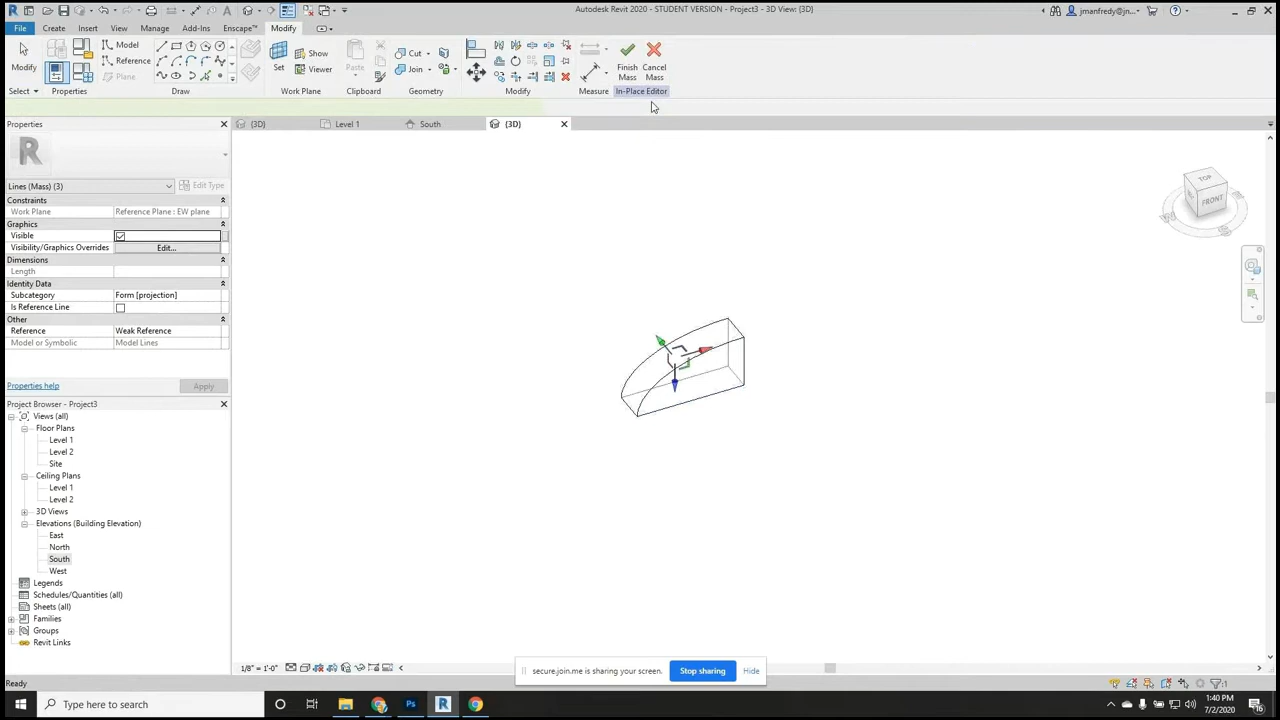 Autodesk Revit 2020 - STUDENT VERSION - Project3 - 3D View: {3D}
jmanfredy@jn...
File Create Insert View Manage Add-Ins Enscape™ Modify
Modify
Model
Reference
Plane
Set
Show
Viewer
Paste
Cut
Join
Finish Mass
Cancel Mass
Select Properties Draw Work Plane Clipboard Geometry Modify Measure In-Place Editor
Properties
{3D} Level 1 South {3D}
Lines (Mass) (3) Edit Type
Constraints
Work Plane Reference Plane : EW plane
Graphics
Visible
Visibility/Graphics Overrides Edit...
Dimensions
Length
Identity Data
Subcategory Form [projection]
Is Reference Line
Other
Reference Weak Reference
Model or Symbolic Model Lines
Properties help Apply
Project Browser - Project3
Views (all)
Floor Plans
Level 1
Level 2
Site
Ceiling Plans
Level 1
Level 2
3D Views
Elevations (Building Elevation)
East
North
South
West
Legends
Schedules/Quantities (all)
Sheets (all)
Families
Groups
Revit Links
TOP
FRONT
1/8" = 1'-0"
secure.join.me is sharing your screen. Stop sharing Hide
Ready
:1
Type here to search
1:40 PM
7/2/2020